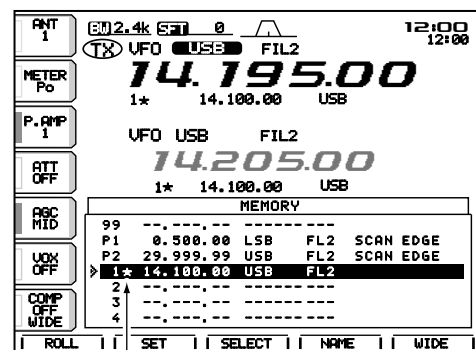 ANT 1
BW 2.4k SFT 0
12:00
12:00
TX VFO USB FIL2
METER Po
14.195.00
1★ 14.100.00 USB
P.AMP 1
VFO USB FIL2
14.205.00
ATT OFF
1★ 14.100.00 USB
MEMORY
AGC MID
99 --.---.-- ---------
P1 0.500.00 LSB FL2 SCAN EDGE
P2 29.999.99 USB FL2 SCAN EDGE
VOX OFF
1★ 14.100.00 USB FL2
2 --.---.-- ---------
3 --.---.-- ---------
COMP OFF WIDE
4 --.---.-- ---------
ROLL SET SELECT NAME WIDE